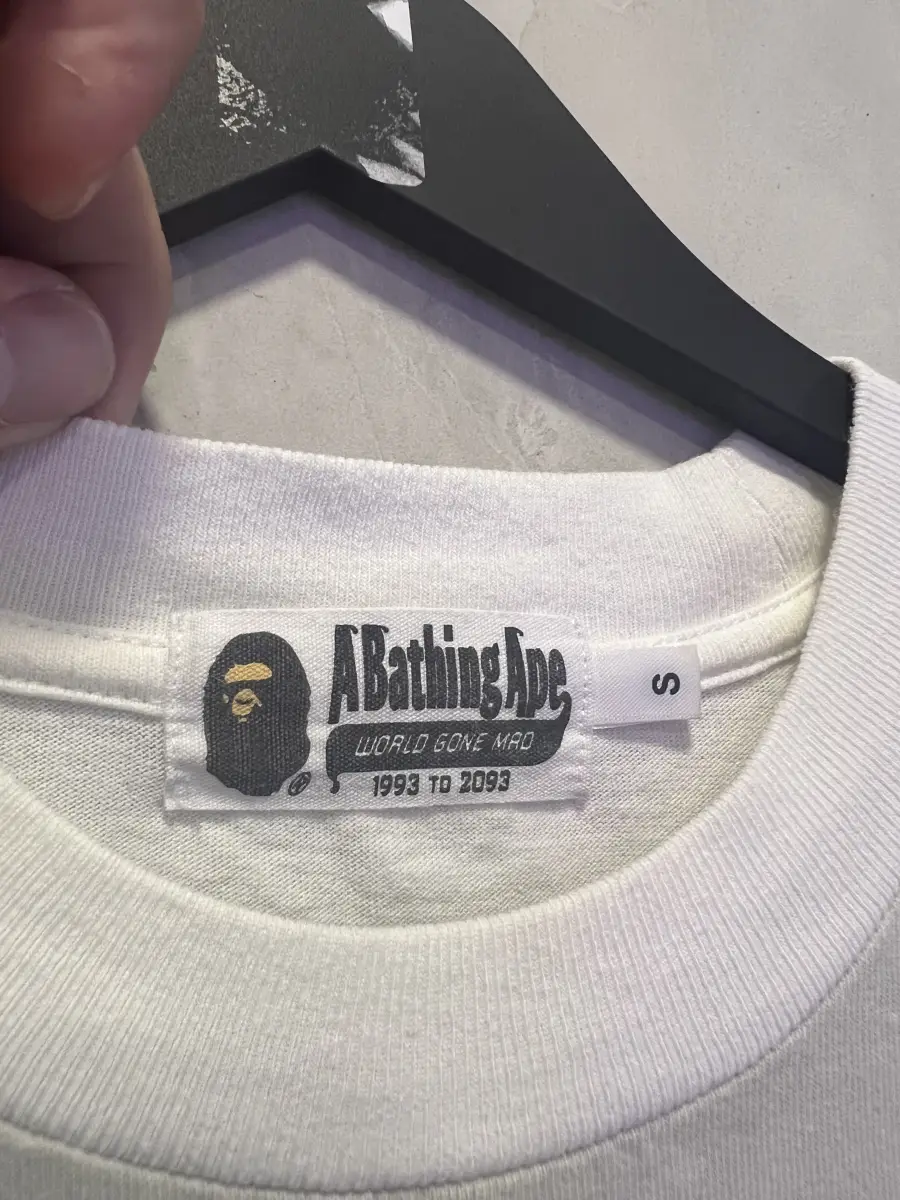 A Bathing Ape
WORLD GONE MAD
1993 TO 2093
S